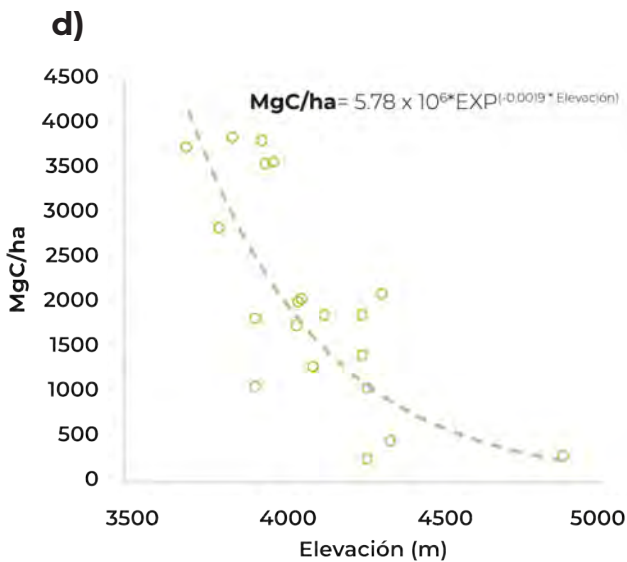 d)
MgC/ha= 5.78 x 10⁶*EXP⁽⁻⁰·⁰⁰¹⁹ * ᴱˡᵉᵛᵃᶜⁱóⁿ⁾
4500
4000
3500
3000
2500
2000
1500
1000
500
0
MgC/ha
3500 4000 4500 5000
Elevación (m)